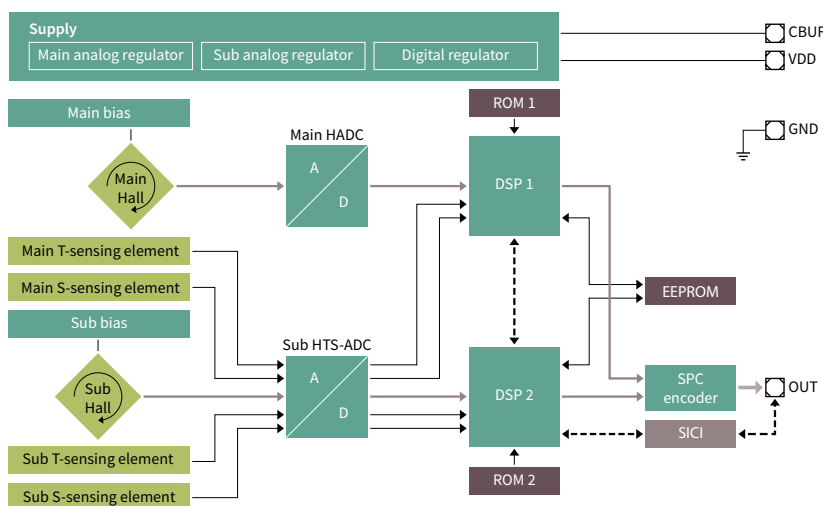 Supply
Main analog regulator
Sub analog regulator
Digital regulator
CBUF
VDD
GND
Main bias
Main
Hall
Main HADC
A
D
ROM 1
DSP 1
Main T-sensing element
Main S-sensing element
EEPROM
Sub bias
Sub
Hall
Sub HTS-ADC
A
D
DSP 2
SPC
encoder
OUT
SICI
Sub T-sensing element
Sub S-sensing element
ROM 2